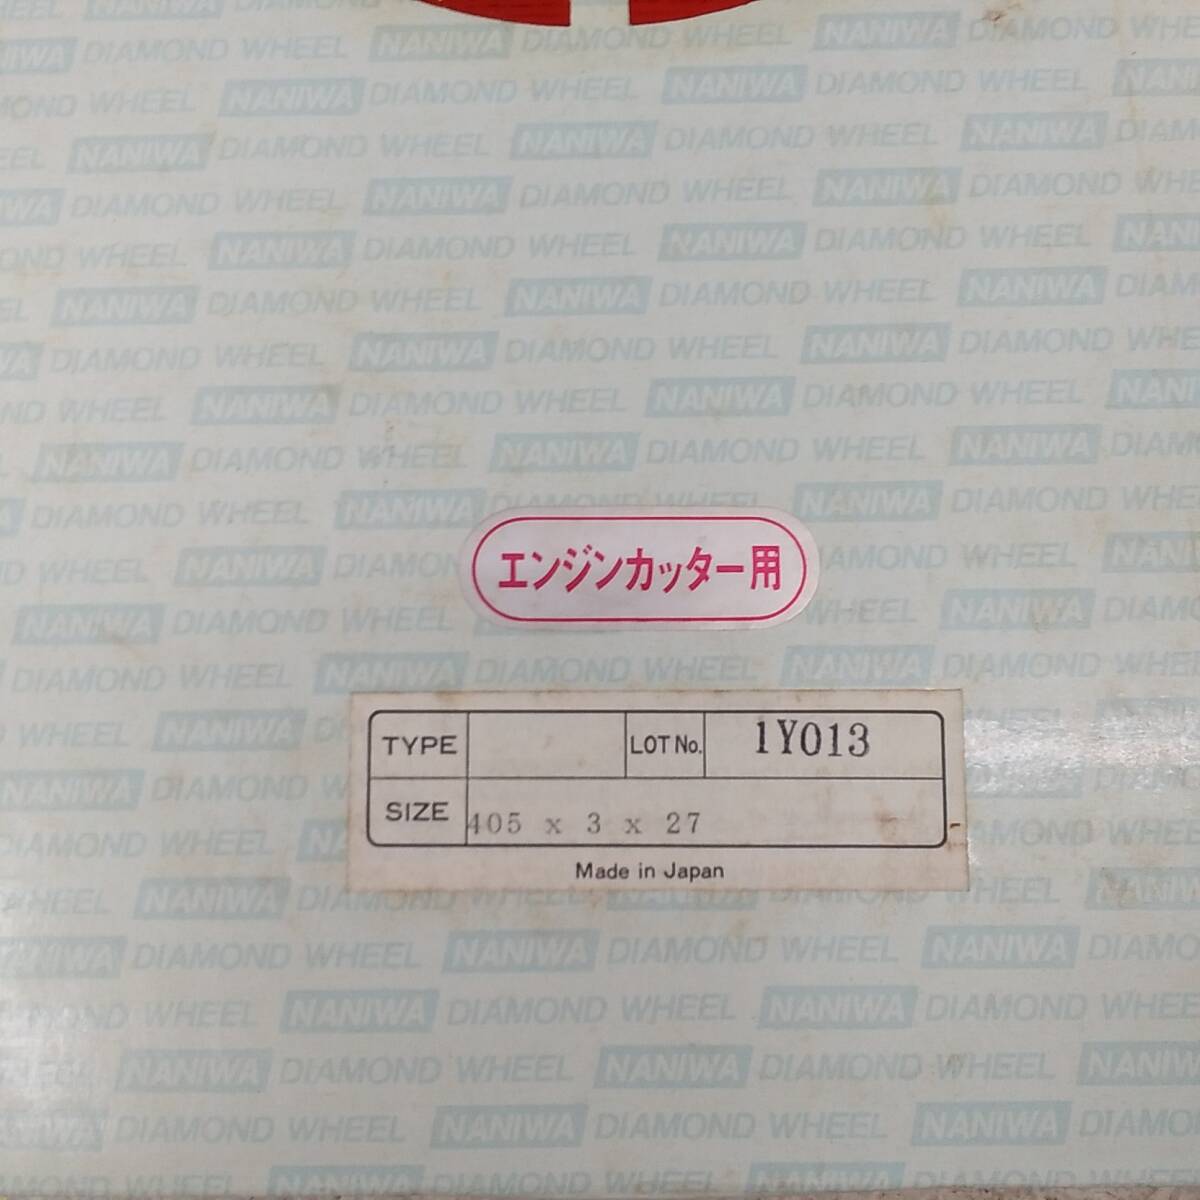 NANIWA DIAMOND WHEEL
エンジンカッター用
TYPE LOT No. 1Y013
SIZE 405 x 3 x 27
Made in Japan